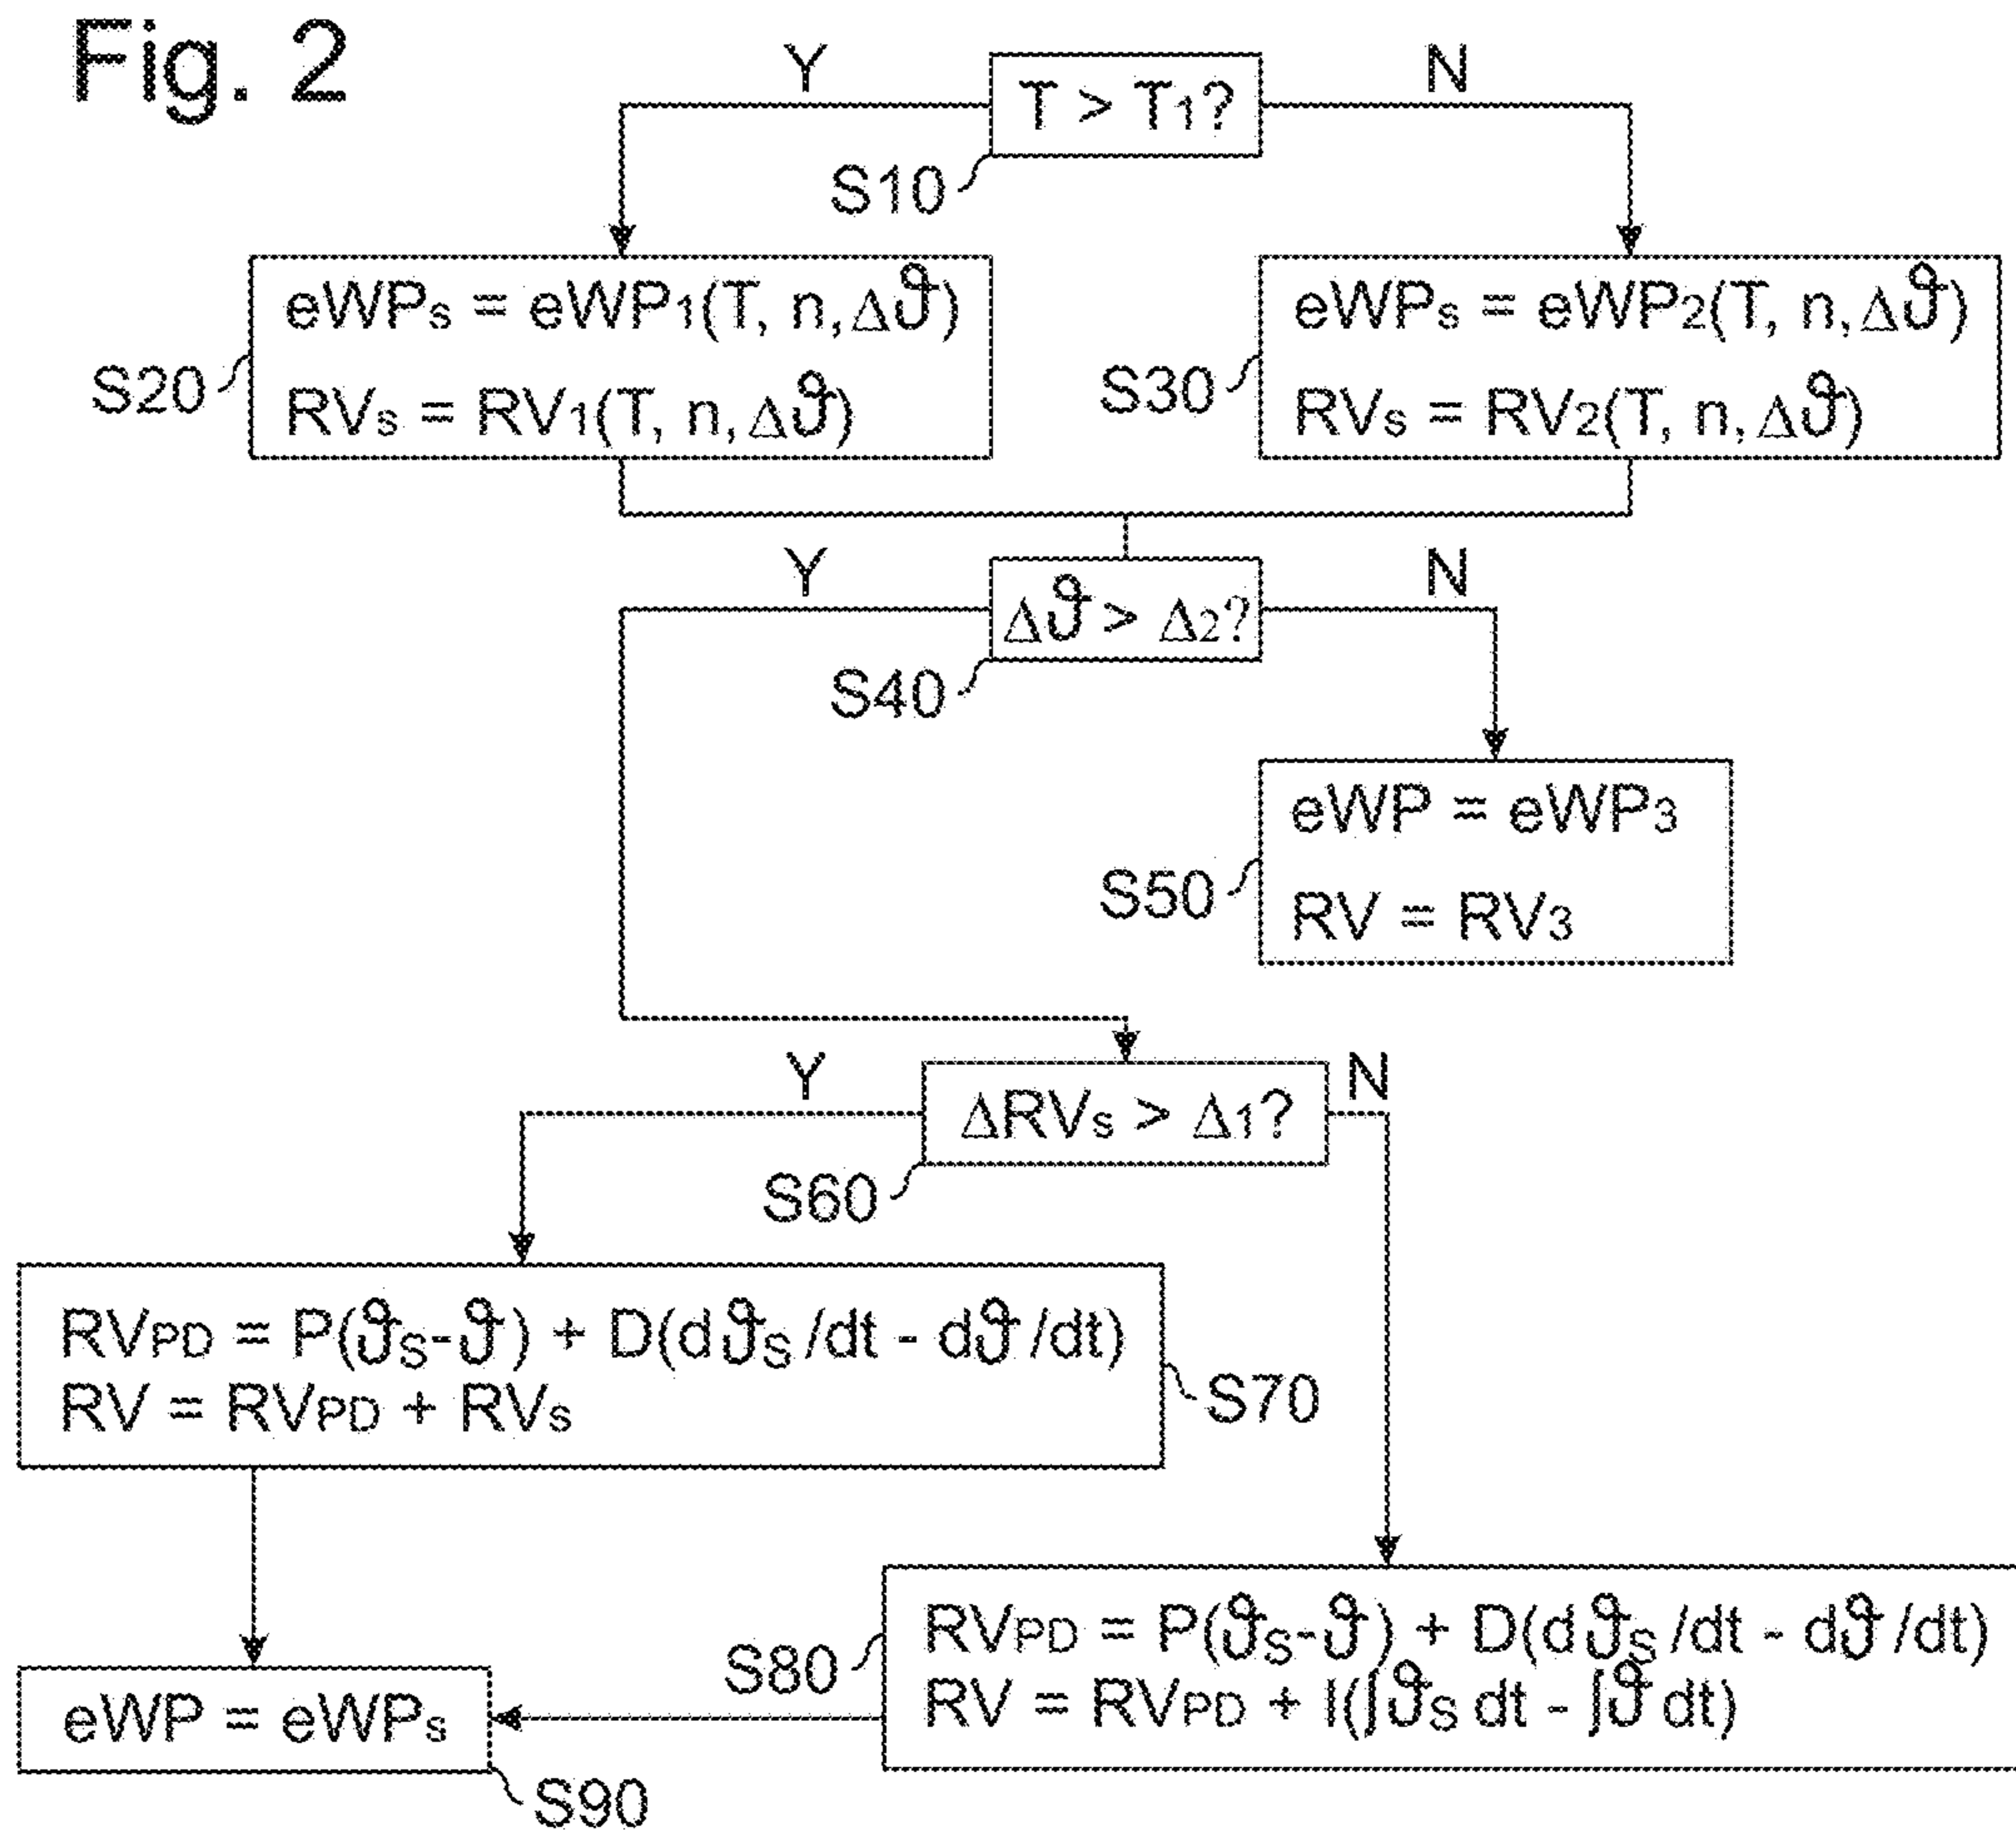 Fig. 2
Y
T > T1?
N
S10
eWPs = eWP1(T, n, Δϑ)
RVs = RV1(T, n, Δϑ)
S20
eWPs = eWP2(T, n, Δϑ)
RVs = RV2(T, n, Δϑ)
S30
Y
Δϑ > Δ2?
N
S40
eWP = eWP3
RV = RV3
S50
Y
ΔRVs > Δ1?
N
S60
RVPD = P(ϑS-ϑ) + D(dϑS/dt - dϑ/dt)
RV = RVPD + RVs
S70
RVPD = P(ϑS-ϑ) + D(dϑS/dt - dϑ/dt)
RV = RVPD + I(∫ϑS dt - ∫ϑ dt)
S80
eWP = eWPs
S90